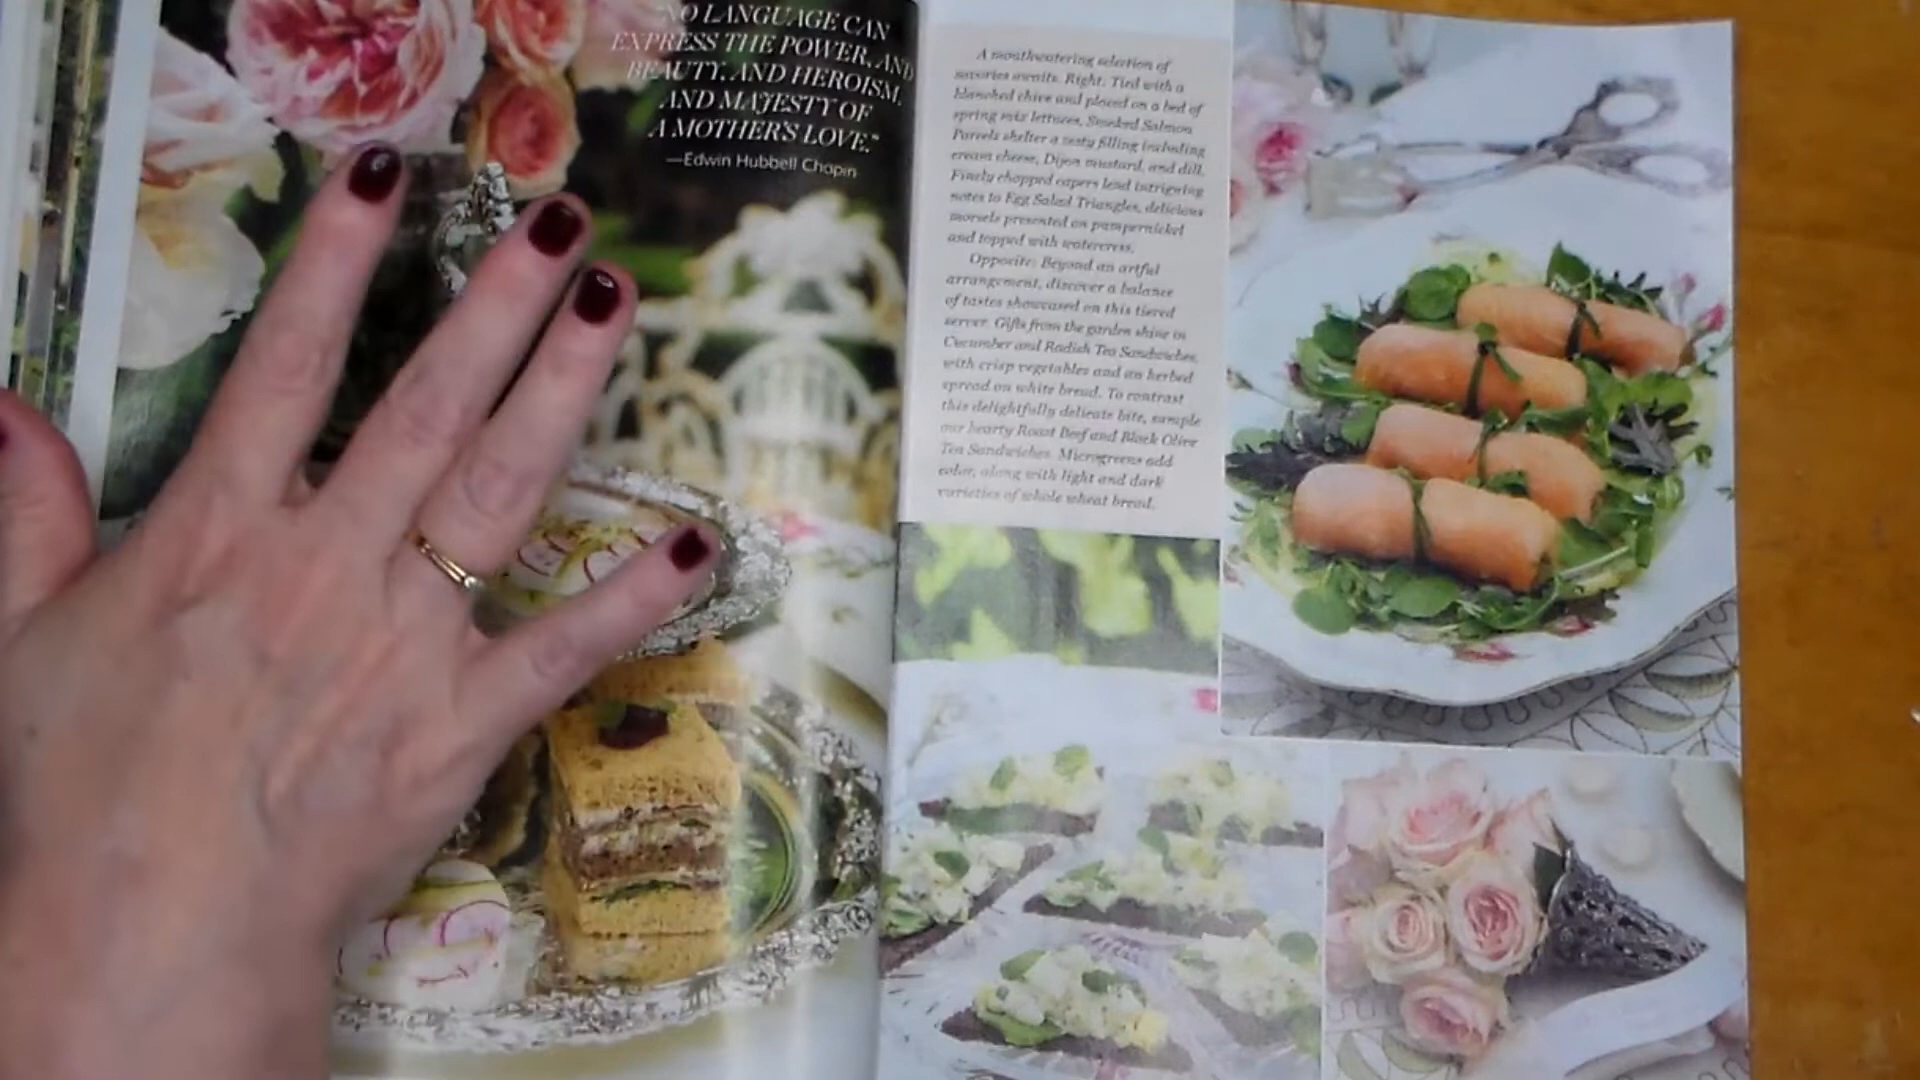 "NO LANGUAGE CAN
EXPRESS THE POWER, AND
BEAUTY, AND HEROISM,
AND MAJESTY OF
A MOTHER'S LOVE."
—Edwin Hubbell Chapin
A mouthwatering selection of
savories awaits. Right: Tied with a
blanched chive and placed on a bed of
spring mix lettuces, Smoked Salmon
Parcels shelter a zesty filling including
cream cheese, Dijon mustard, and dill.
Finely chopped capers lend intriguing
notes to Egg Salad Triangles, delicious
morsels presented on pumpernickel
and topped with watercress.
Opposite: Beyond an artful
arrangement, discover a balance
of tastes showcased on this tiered
server. Gifts from the garden shine in
Cucumber and Radish Tea Sandwiches,
with crisp vegetables and an herbed
spread on white bread. To contrast
this delightfully delicate bite, sample
our hearty Roast Beef and Black Olive
Tea Sandwiches. Microgreens add
color, along with light and dark
varieties of whole wheat bread.